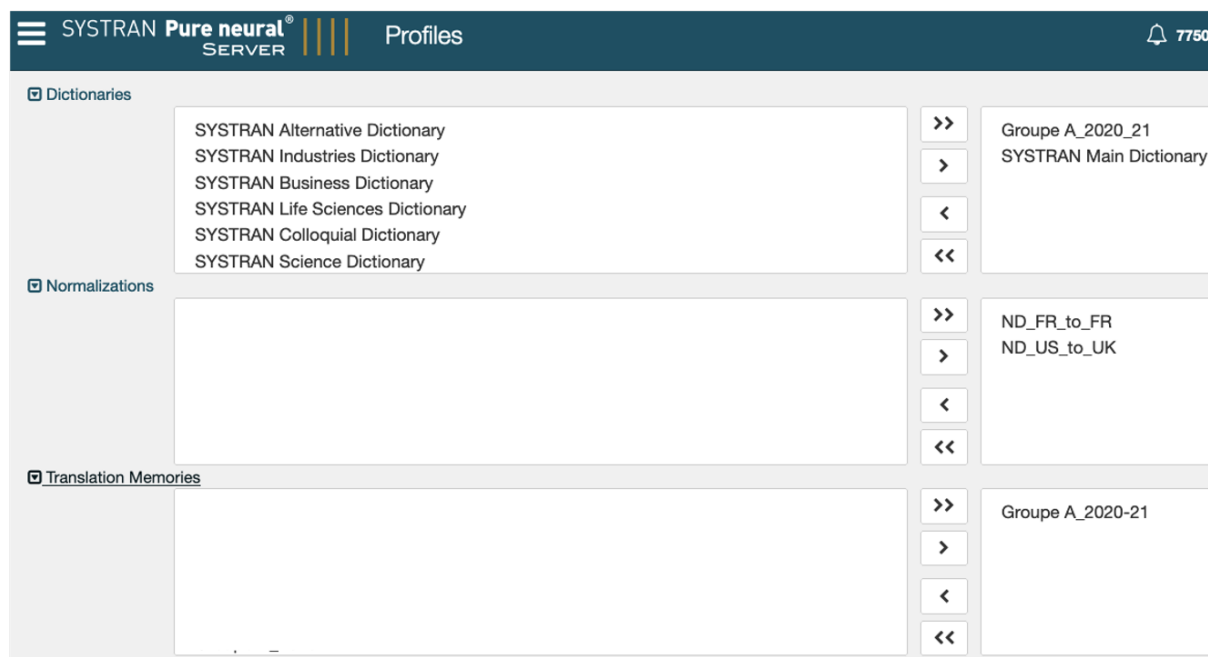 SYSTRAN Pure neural®
SERVER
Profiles
7750
Dictionaries
SYSTRAN Alternative Dictionary
SYSTRAN Industries Dictionary
SYSTRAN Business Dictionary
SYSTRAN Life Sciences Dictionary
SYSTRAN Colloquial Dictionary
SYSTRAN Science Dictionary
>>
>
<
<<
Groupe A_2020_21
SYSTRAN Main Dictionary
Normalizations
>>
>
<
<<
ND_FR_to_FR
ND_US_to_UK
Translation Memories
>>
>
<
<<
Groupe A_2020-21